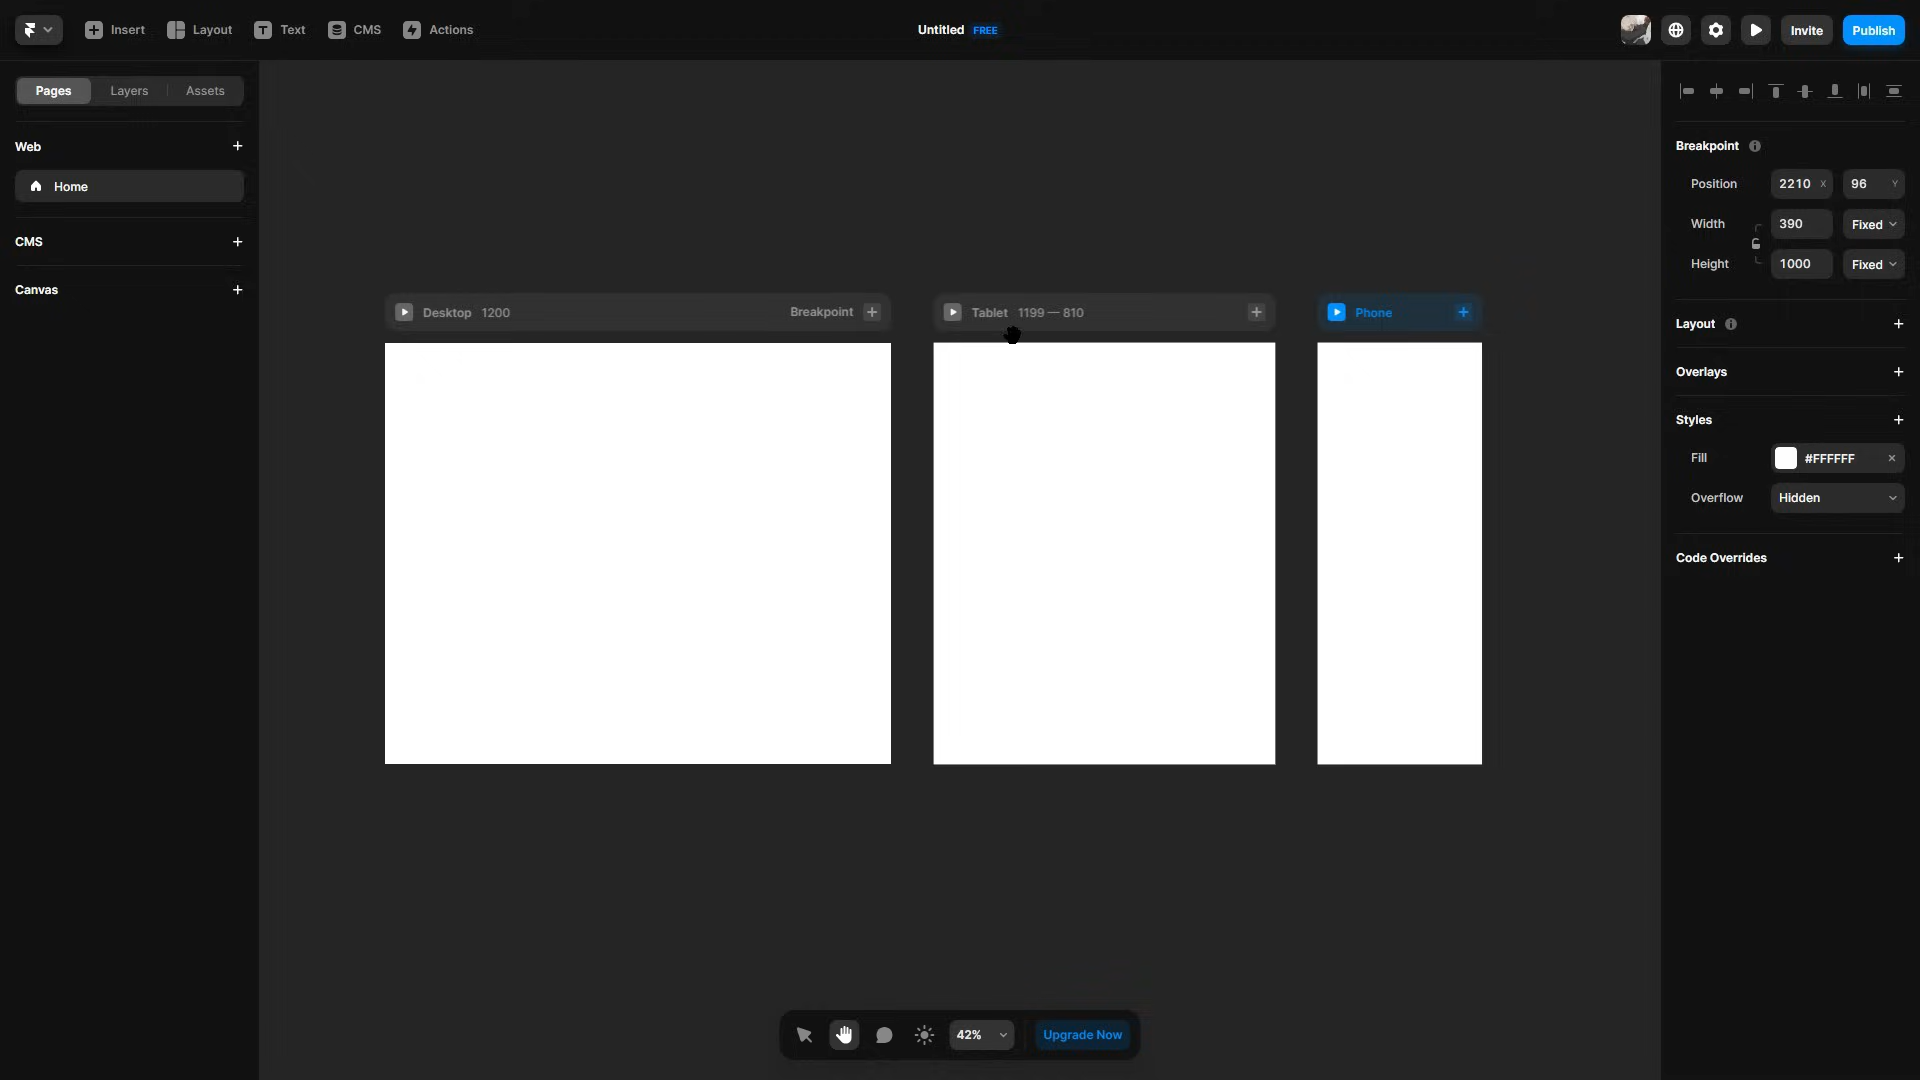 Insert
Layout
Text
CMS
Actions
Untitled FREE
Invite
Publish
Pages
Layers
Assets
Web
Home
CMS
Canvas
Desktop 1200
Breakpoint
Tablet 1199 — 810
Phone
Breakpoint
Position 2210 X 96 Y
Width 390 Fixed
Height 1000 Fixed
Layout
Overlays
Styles
Fill #FFFFFF
Overflow Hidden
Code Overrides
42%
Upgrade Now